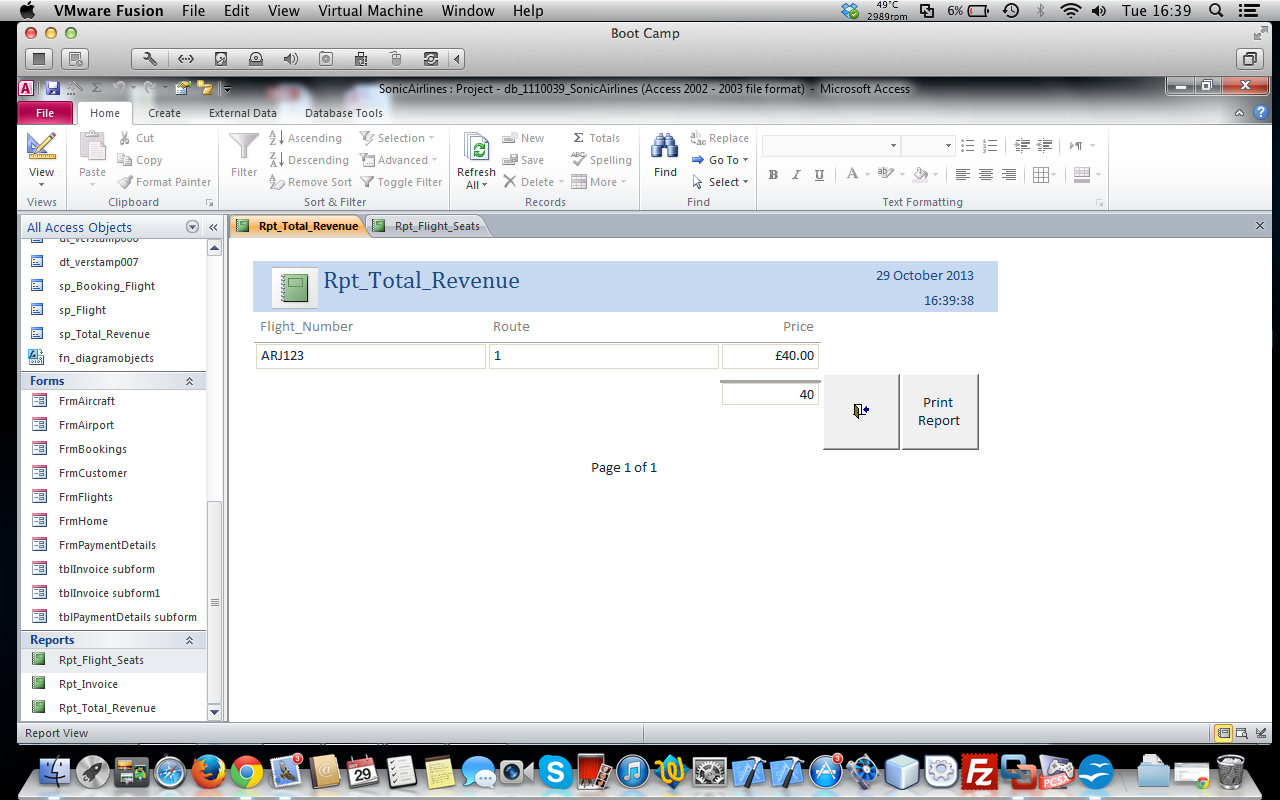 VMware Fusion File Edit View Virtual Machine Window Help 49°C 2989rpm 6% Tue 16:39
Boot Camp
SonicAirlines : Project - db_1110039_SonicAirlines (Access 2002 - 2003 file format) - Microsoft Access
File Home Create External Data Database Tools
View
Views
Paste
Cut
Copy
Format Painter
Clipboard
Filter
Ascending
Descending
Remove Sort
Selection
Advanced
Toggle Filter
Sort & Filter
Refresh
All
New
Save
Delete
Totals
Spelling
More
Records
Find
Replace
Go To
Select
Find
B I U A ab
Text Formatting
All Access Objects
dt_verstamp006
dt_verstamp007
sp_Booking_Flight
sp_Flight
sp_Total_Revenue
fn_diagramobjects
Forms
FrmAircraft
FrmAirport
FrmBookings
FrmCustomer
FrmFlights
FrmHome
FrmPaymentDetails
tblInvoice subform
tblInvoice subform1
tblPaymentDetails subform
Reports
Rpt_Flight_Seats
Rpt_Invoice
Rpt_Total_Revenue
Rpt_Total_Revenue Rpt_Flight_Seats
Rpt_Total_Revenue
29 October 2013
16:39:38
Flight_Number Route Price
ARJ123 1 £40.00
40
Print
Report
Page 1 of 1
Report View
3
OCT
29
3
Fz
PCSX